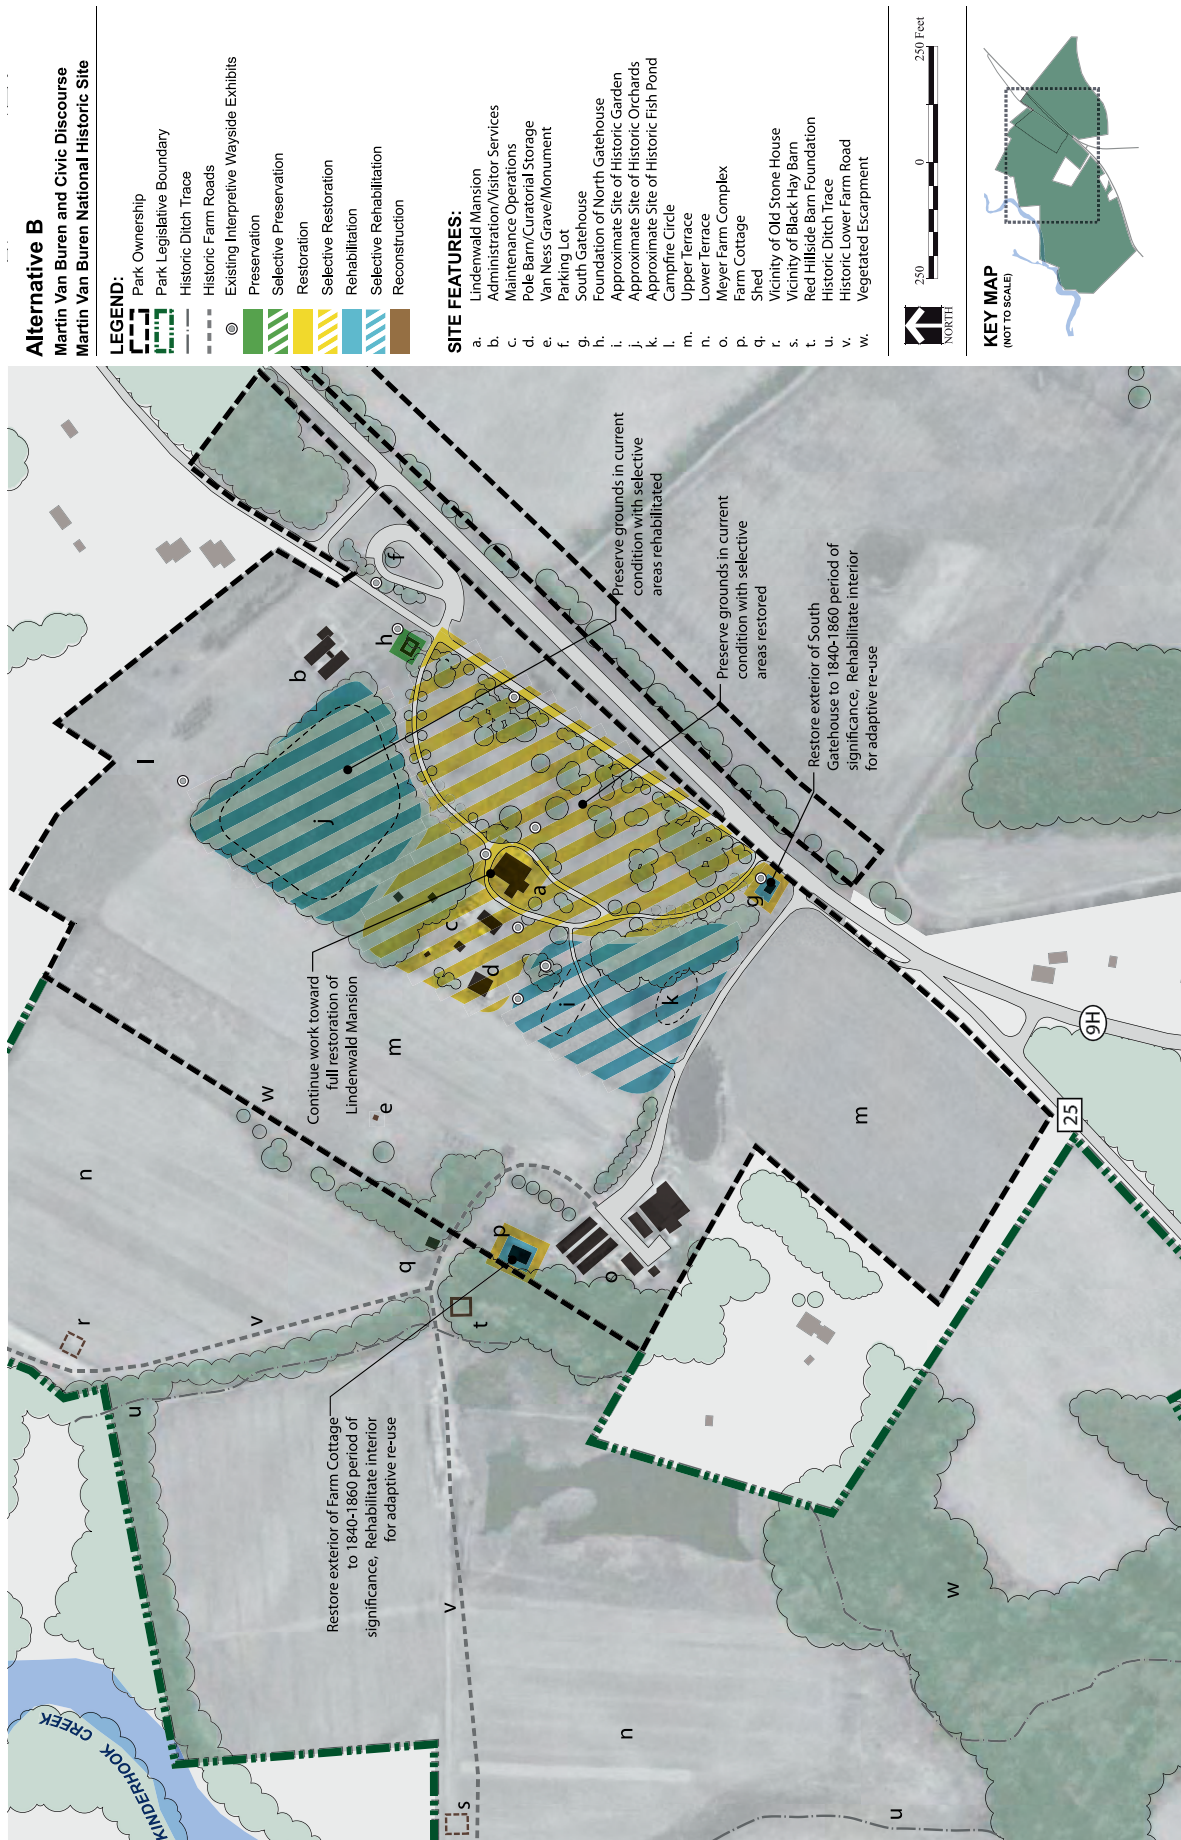 Alternative B
Martin Van Buren and Civic Discourse
Martin Van Buren National Historic Site
LEGEND:
Park Ownership
Park Legislative Boundary
Historic Ditch Trace
Historic Farm Roads
Existing Interpretive Wayside Exhibits
Preservation
Selective Preservation
Restoration
Selective Restoration
Rehabilitation
Selective Rehabilitation
Reconstruction
SITE FEATURES:
a. Lindenwald Mansion
b. Administration/Visitor Services
c. Maintenance Operations
d. Pole Barn/Curatorial Storage
e. Van Ness Grave/Monument
f. Parking Lot
g. South Gatehouse
h. Foundation of North Gatehouse
i. Approximate Site of Historic Garden
j. Approximate Site of Historic Orchards
k. Approximate Site of Historic Fish Pond
l. Campfire Circle
m. Upper Terrace
n. Lower Terrace
o. Meyer Farm Complex
p. Farm Cottage
q. Shed
r. Vicinity of Old Stone House
s. Vicinity of Black Hay Barn
t. Red Hillside Barn Foundation
u. Historic Ditch Trace
v. Historic Lower Farm Road
w. Vegetated Escarpment
NORTH
250 0 250 Feet
KEY MAP
(NOT TO SCALE)
KINDERHOOK CREEK
Restore exterior of Farm Cottage
to 1840-1860 period of
significance, Rehabilitate interior
for adaptive re-use
Continue work toward
full restoration of
Lindenwald Mansion
Preserve grounds in current
condition with selective
areas rehabilitated
Preserve grounds in current
condition with selective
areas restored
Restore exterior of South
Gatehouse to 1840-1860 period of
significance, Rehabilitate interior
for adaptive re-use
s
u
r
n
v
q
w
l
b
j
h
f
v
t
p
e
m
c
d
a
o
i
k
g
n
m
w
u
25
9H